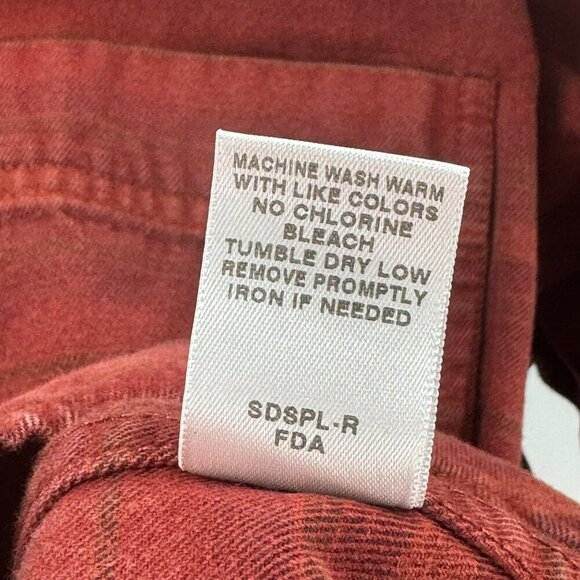 MACHINE WASH WARM
WITH LIKE COLORS
NO CHLORINE
BLEACH
TUMBLE DRY LOW
REMOVE PROMPTLY
IRON IF NEEDED
SDSPL-R
FDA